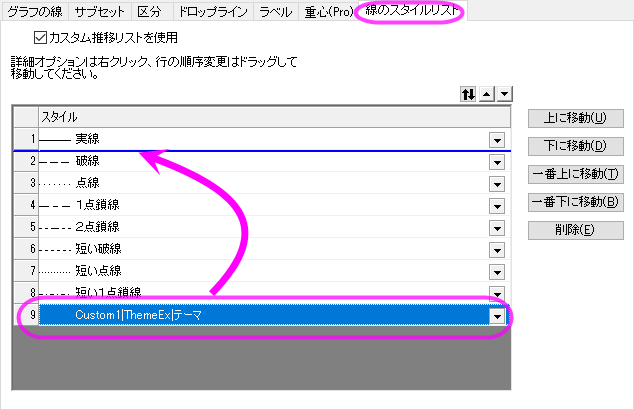 グラフの線 サブセット 区分 ドロップライン ラベル 重心(Pro) 線のスタイルリスト
カスタム推移リストを使用
詳細オプションは右クリック、行の順序変更はドラッグして
移動してください。
スタイル
1 実線
2 破線
3 点線
4 1点鎖線
5 2点鎖線
6 短い破線
7 短い点線
8 短い1点鎖線
9 Custom1|ThemeEx|テーマ
上に移動(U)
下に移動(D)
一番上に移動(T)
一番下に移動(B)
削除(E)